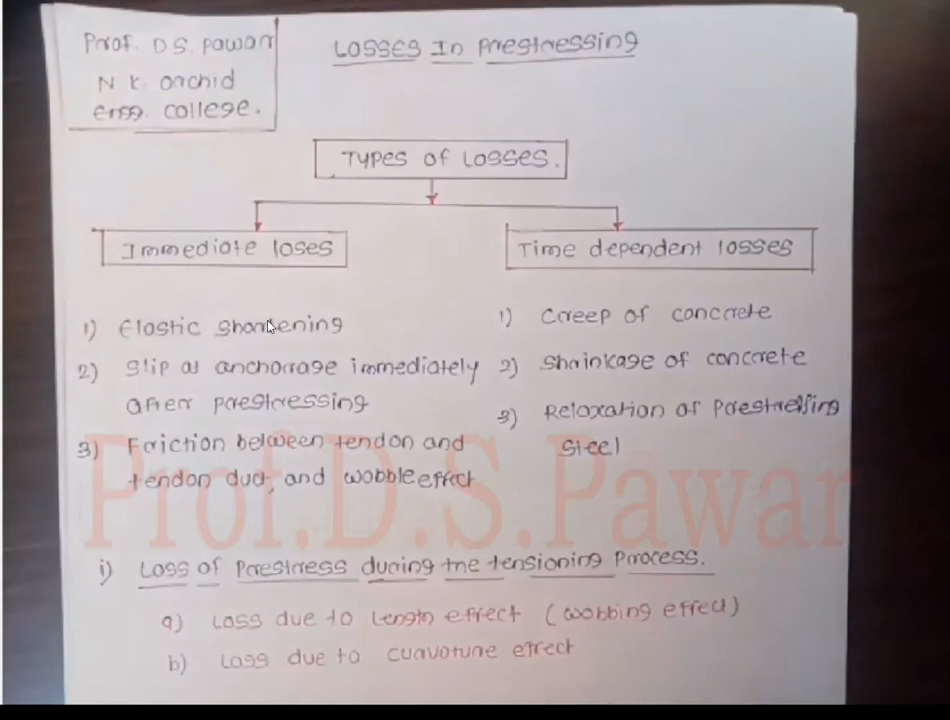 Prof. D S. Pawar
N K. Orchid
Engg. College.
Losses In Prestressing
Types of Losses.
Immediate loses
Time dependent losses
1) Elastic shortening
2) Slip at anchorage immediately
after prestressing
3) Friction between tendon and
tendon duct, and wobble effect
1) Creep of concrete
2) Shrinkage of concrete
3) Relaxation of Prestressing
Steel
Prof.D.S.Pawar
i) Loss of Prestress during the tensioning Process.
a) Loss due to Length effect (wobbing effect)
b) Loss due to curvature effect